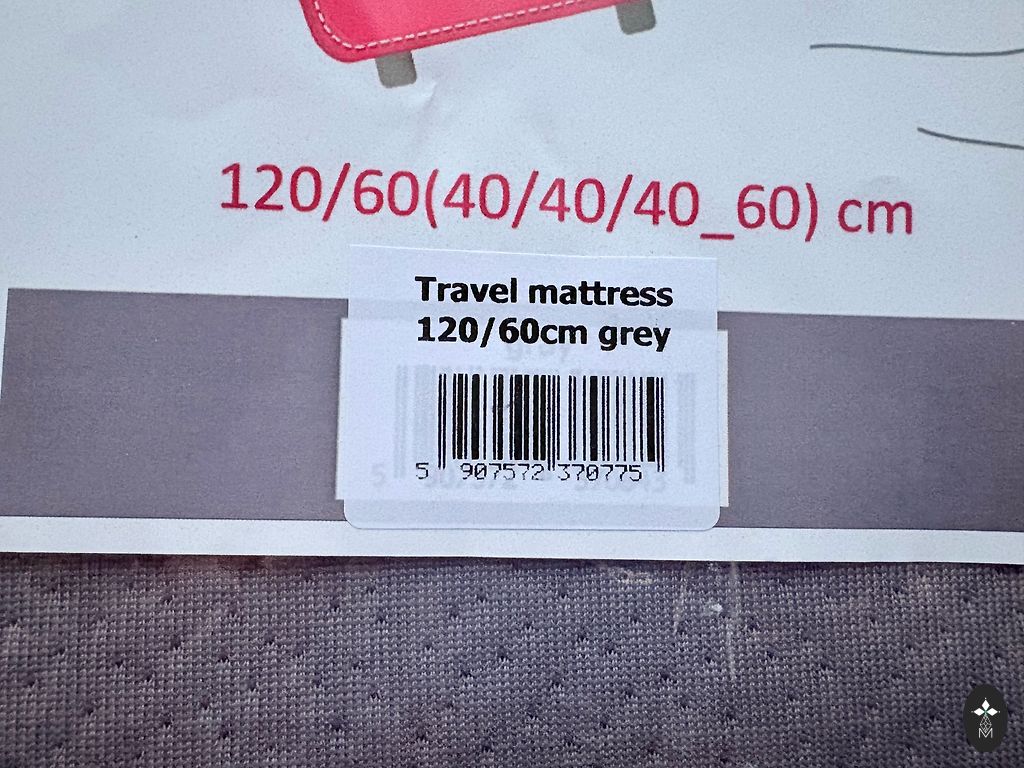 120/60(40/40/40_60) cm
Travel mattress
120/60cm grey
5 907572 370775
M